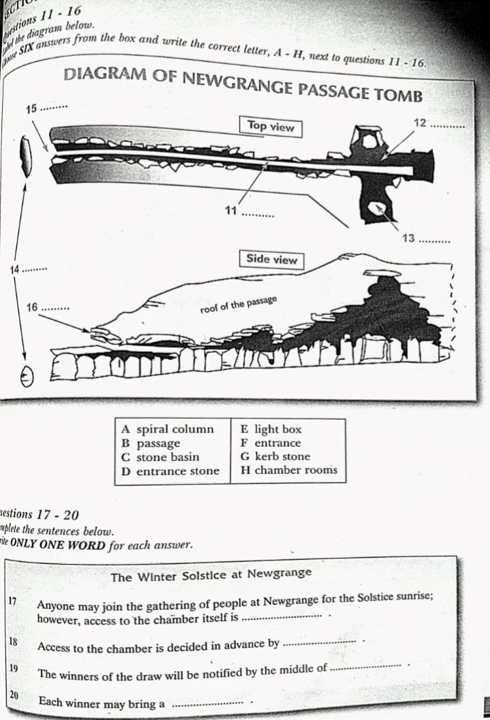 Questions 11 - 16
the diagram below.
SIX answers from the box and write the correct letter, A - H, next to questions 11 - 16.
DIAGRAM OF NEWGRANGE PASSAGE TOMB
15 ..........
Top view
12 ..........
11 ..........
13 ..........
Side view
14 ..........
roof of the passage
16 ..........
A spiral column
B passage
C stone basin
D entrance stone
E light box
F entrance
G kerb stone
H chamber rooms
uestions 17 - 20
mplete the sentences below.
rite ONLY ONE WORD for each answer.
The Winter Solstice at Newgrange
17 Anyone may join the gathering of people at Newgrange for the Solstice sunrise;
however, access to the chamber itself is ........................ .
18 Access to the chamber is decided in advance by ...................... .
19 The winners of the draw will be notified by the middle of ...................... .
20 Each winner may bring a ...................... .